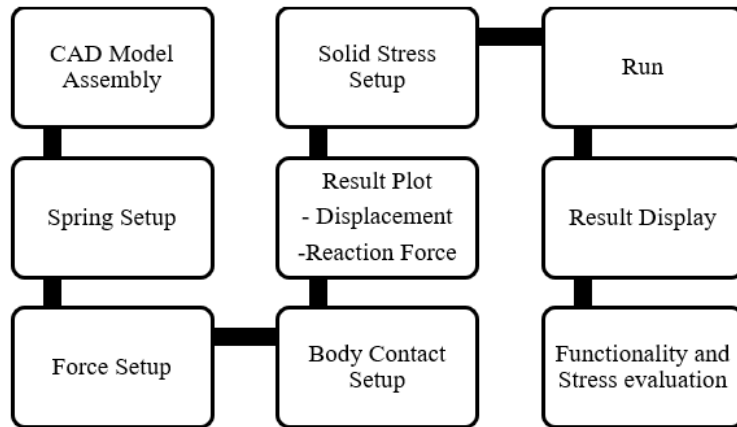 CAD Model
Assembly
Spring Setup
Force Setup
Body Contact
Setup
Result Plot
- Displacement
-Reaction Force
Solid Stress
Setup
Run
Result Display
Functionality and
Stress evaluation